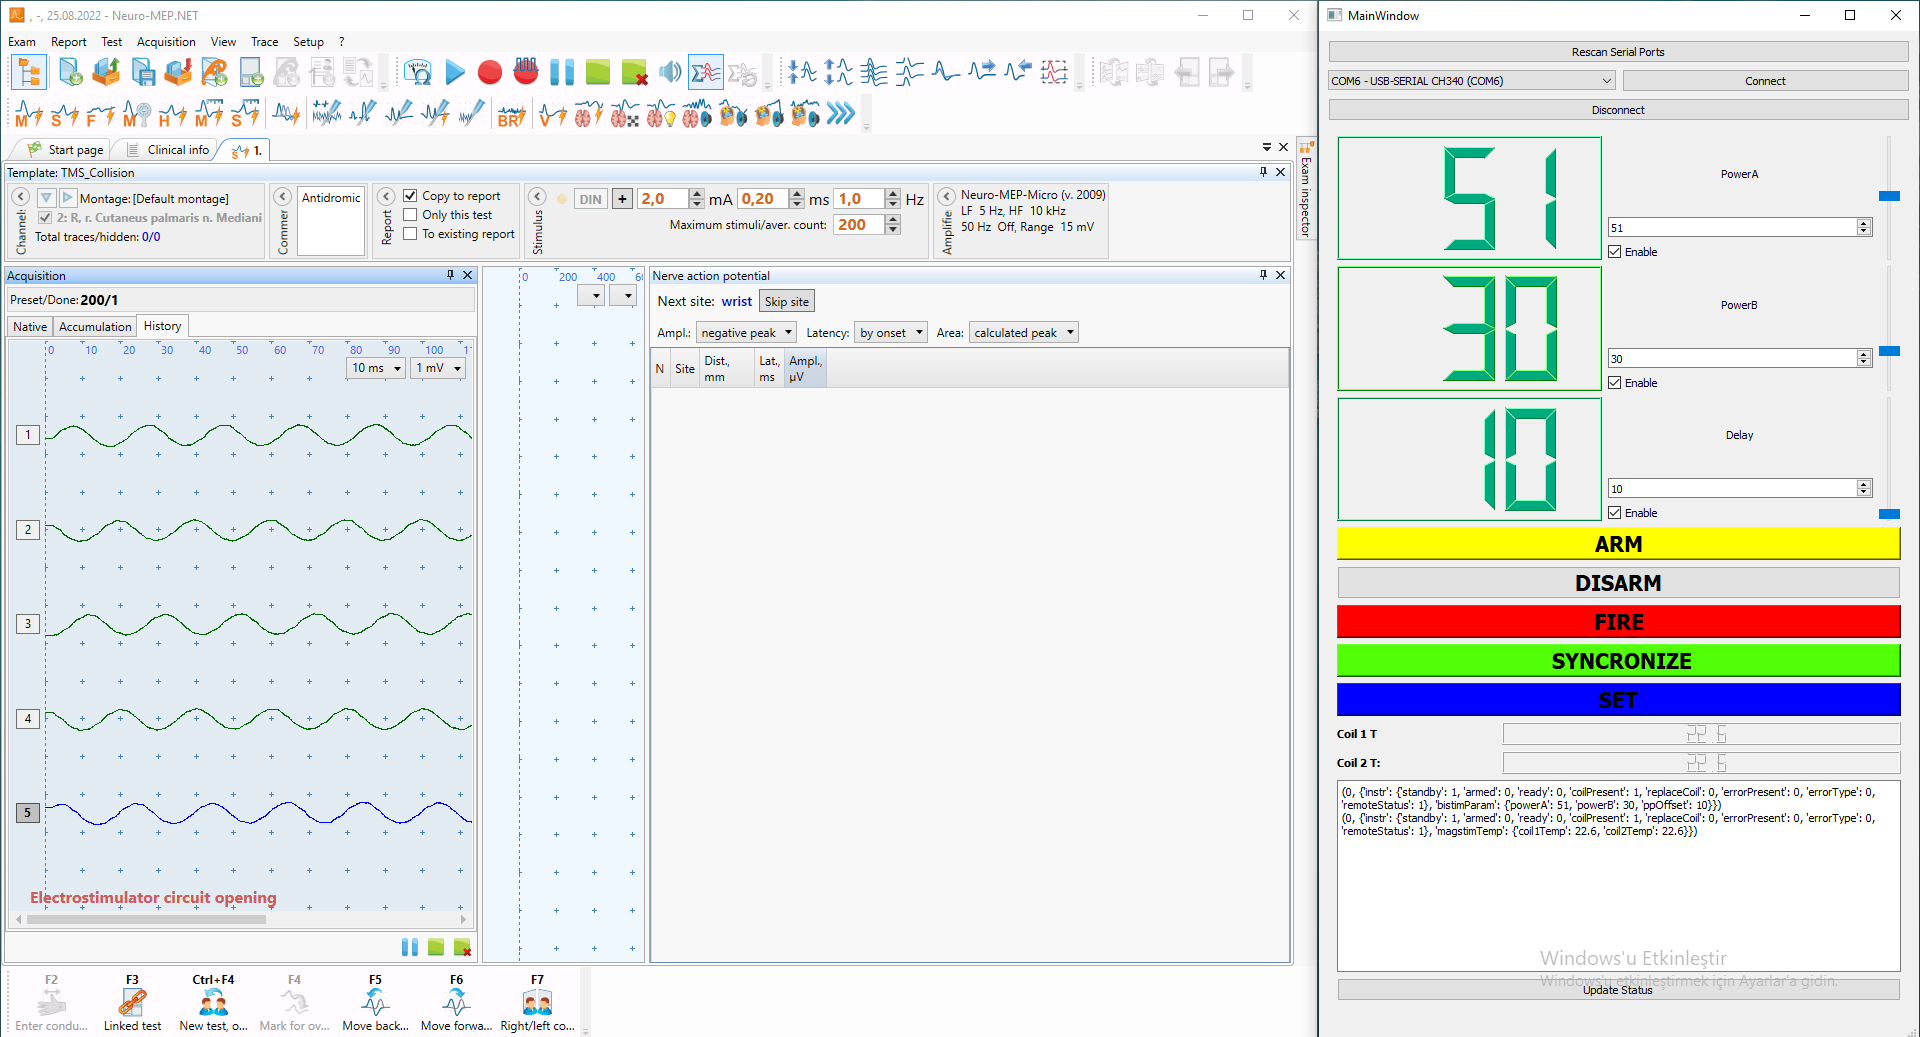 , -, 25.08.2022 - Neuro-MEP.NET
Exam Report Test Acquisition View Trace Setup ?
M S F M H M S BR V
Start page Clinical info S 1.
Template: TMS_Collision
Channel:
Montage: [Default montage]
2: R, r. Cutaneus palmaris n. Mediani
Total traces/hidden: 0/0
Commer
Antidromic
Report
Copy to report
Only this test
To existing report
Stimulus
DIN + 2,0 mA 0,20 ms 1,0 Hz
Maximum stimuli/aver. count: 200
Amplifie
Neuro-MEP-Micro (v. 2009)
LF 5 Hz, HF 10 kHz
50 Hz Off, Range 15 mV
Exam inspector
Acquisition
Preset/Done: 200/1
Native Accumulation History
0 10 20 30 40 50 60 70 80 90 100 11
10 ms 1 mV
1
2
3
4
5
Electrostimulator circuit opening
0 200 400 60
Nerve action potential
Next site: wrist Skip site
Ampl.: negative peak Latency: by onset Area: calculated peak
N Site Dist., mm Lat., ms Ampl., µV
F2 F3 Ctrl+F4 F4 F5 F6 F7
Enter condu... Linked test New test, o... Mark for ov... Move back... Move forwa... Right/left co...
MainWindow
Rescan Serial Ports
COM6 - USB-SERIAL CH340 (COM6) Connect
Disconnect
51
PowerA
51
Enable
30
PowerB
30
Enable
10
Delay
10
Enable
ARM
DISARM
FIRE
SYNCRONIZE
SET
Coil 1 T 22.6
Coil 2 T: 22.6
(0, {'instr': {'standby': 1, 'armed': 0, 'ready': 0, 'coilPresent': 1, 'replaceCoil': 0, 'errorPresent': 0, 'errorType': 0,
'remoteStatus': 1}, 'bistimParam': {'powerA': 51, 'powerB': 30, 'ppOffset': 10}})
(0, {'instr': {'standby': 1, 'armed': 0, 'ready': 0, 'coilPresent': 1, 'replaceCoil': 0, 'errorPresent': 0, 'errorType': 0,
'remoteStatus': 1}, 'magstimTemp': {'coil1Temp': 22.6, 'coil2Temp': 22.6}})
Windows'u Etkinleştir
Windows'u etkinleştirmek için Ayarlar'a gidin.
Update Status